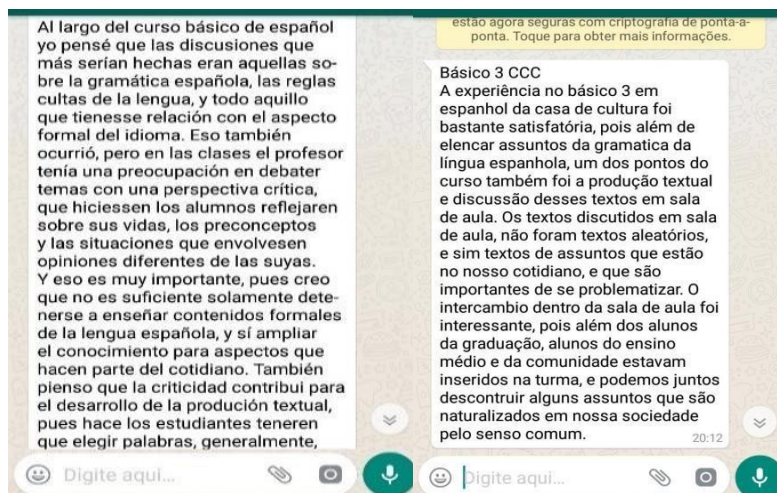 Al largo del curso básico de español
yo pensé que las discusiones que
más serían hechas eran aquellas so-
bre la gramática española, las reglas
cultas de la lengua, y todo aquillo
que tienesse relación con el aspecto
formal del idioma. Eso también
ocurrió, pero en las clases el profesor
tenía una preocupación en debater
temas con una perspectiva crítica,
que hiciessen los alumnos reflejaren
sobre sus vidas, los preconceptos
y las situaciones que envolvesen
opiniones diferentes de las suyas.
Y eso es muy importante, pues creo
que no es suficiente solamente dete-
nerse a enseñar contenidos formales
de la lengua española, y sí ampliar
el conocimiento para aspectos que
hacen parte del cotidiano. También
pienso que la criticidad contribui para
el desarrollo de la produción textual,
pues hace los estudiantes teneren
que elegir palabras, generalmente,
Digite aqui...
estão agora seguras com criptografia de ponta-a-
ponta. Toque para obter mais informações.
Básico 3 CCC
A experiência no básico 3 em
espanhol da casa de cultura foi
bastante satisfatória, pois além de
elencar assuntos da gramatica da
língua espanhola, um dos pontos do
curso também foi a produção textual
e discussão desses textos em sala
de aula. Os textos discutidos em sala
de aula, não foram textos aleatórios,
e sim textos de assuntos que estão
no nosso cotidiano, e que são
importantes de se problematizar. O
intercambio dentro da sala de aula foi
interessante, pois além dos alunos
da graduação, alunos do ensino
médio e da comunidade estavam
inseridos na turma, e podemos juntos
descontruir alguns assuntos que são
naturalizados em nossa sociedade
pelo senso comum.
20:12
Digite aqui...